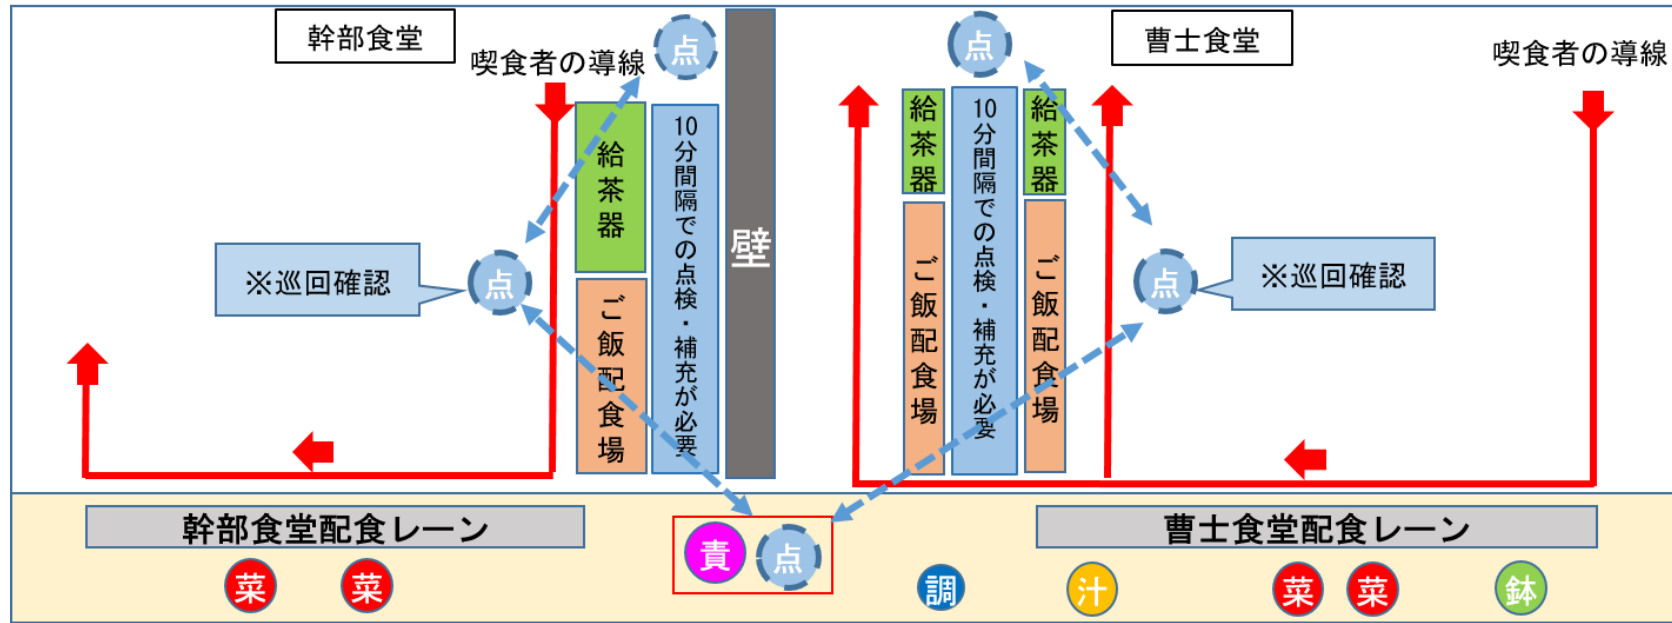 幹部食堂
点
喫食者の導線
給茶器
10分間隔での点検・補充が必要
壁
※巡回確認
点
ご飯配食場
点
曹士食堂
喫食者の導線
給茶器
10分間隔での点検・補充が必要
給茶器
ご飯配食場
ご飯配食場
点
※巡回確認
幹部食堂配食レーン
曹士食堂配食レーン
責
点
菜
菜
調
汁
菜
菜
鉢